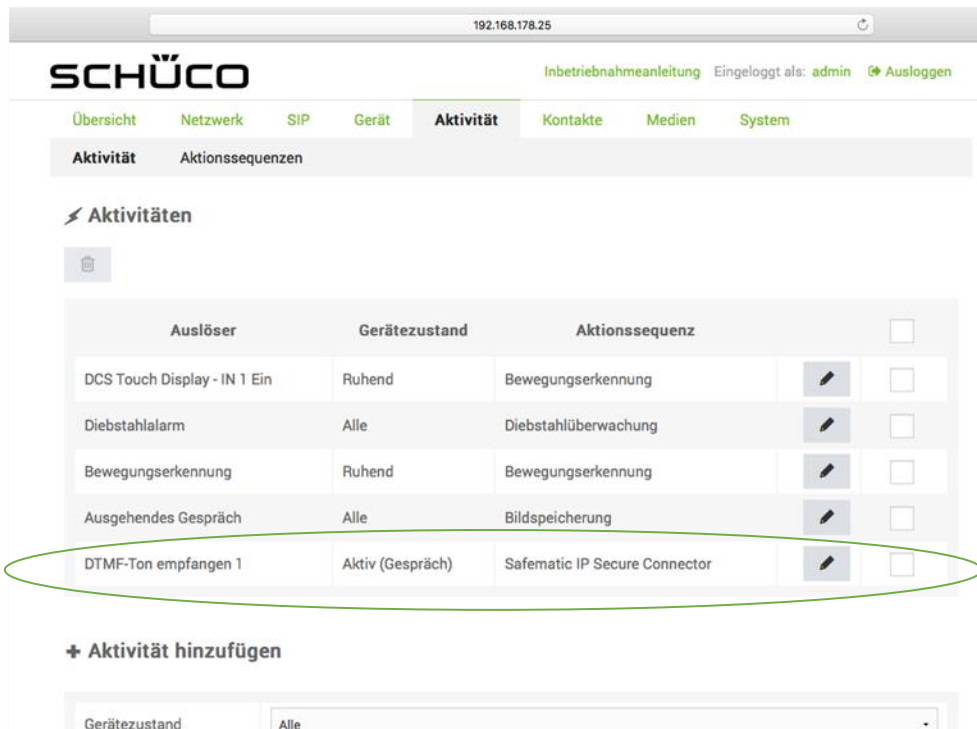 192.168.178.25
SCHÜCO
Inbetriebnahmeanleitung Eingeloggt als: admin Ausloggen
Übersicht Netzwerk SIP Gerät Aktivität Kontakte Medien System
Aktivität Aktionssequenzen
Aktivitäten
Auslöser Gerätezustand Aktionssequenz
DCS Touch Display - IN 1 Ein Ruhend Bewegungserkennung
Diebstahlalarm Alle Diebstahlüberwachung
Bewegungserkennung Ruhend Bewegungserkennung
Ausgehendes Gespräch Alle Bildspeicherung
DTMF-Ton empfangen 1 Aktiv (Gespräch) Safematic IP Secure Connector
Aktivität hinzufügen
Gerätezustand Alle